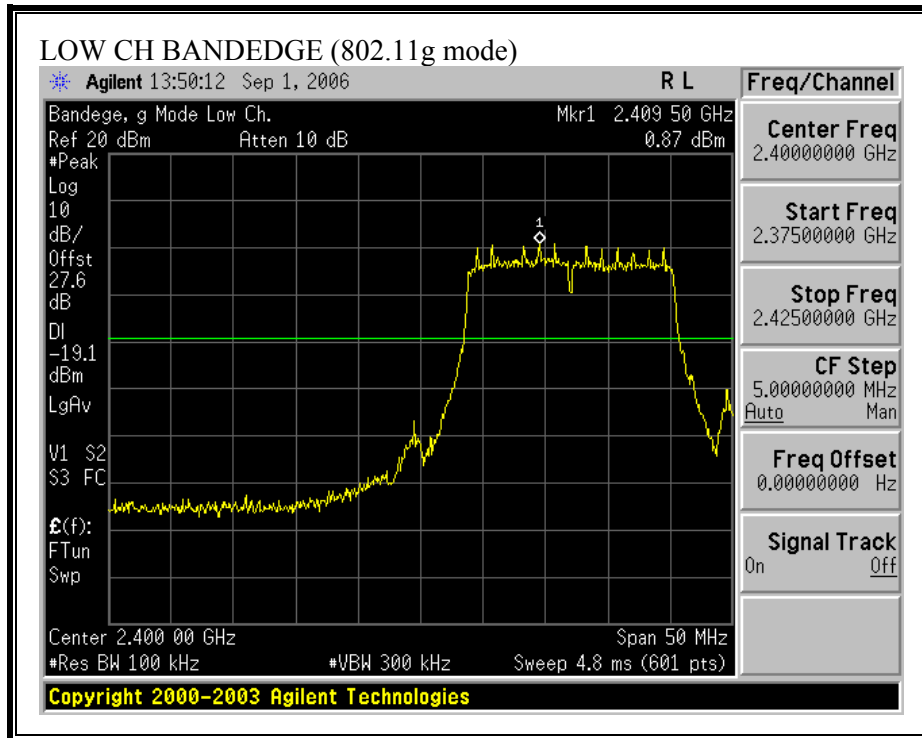 LOW CH BANDEDGE (802.11g mode)
Agilent 13:50:12 Sep 1, 2006 R L
Bandege, g Mode Low Ch. Mkr1 2.409 50 GHz
Ref 20 dBm Atten 10 dB 0.87 dBm
#Peak
Log
10
dB/
Offst
27.6
dB
DI
-19.1
dBm
LgAv
V1 S2
S3 FC
£(f):
FTun
Swp
1
Center 2.400 00 GHz Span 50 MHz
#Res BW 100 kHz #VBW 300 kHz Sweep 4.8 ms (601 pts)
Copyright 2000-2003 Agilent Technologies
Freq/Channel
Center Freq
2.40000000 GHz
Start Freq
2.37500000 GHz
Stop Freq
2.42500000 GHz
CF Step
5.00000000 MHz
Auto Man
Freq Offset
0.00000000 Hz
Signal Track
On Off